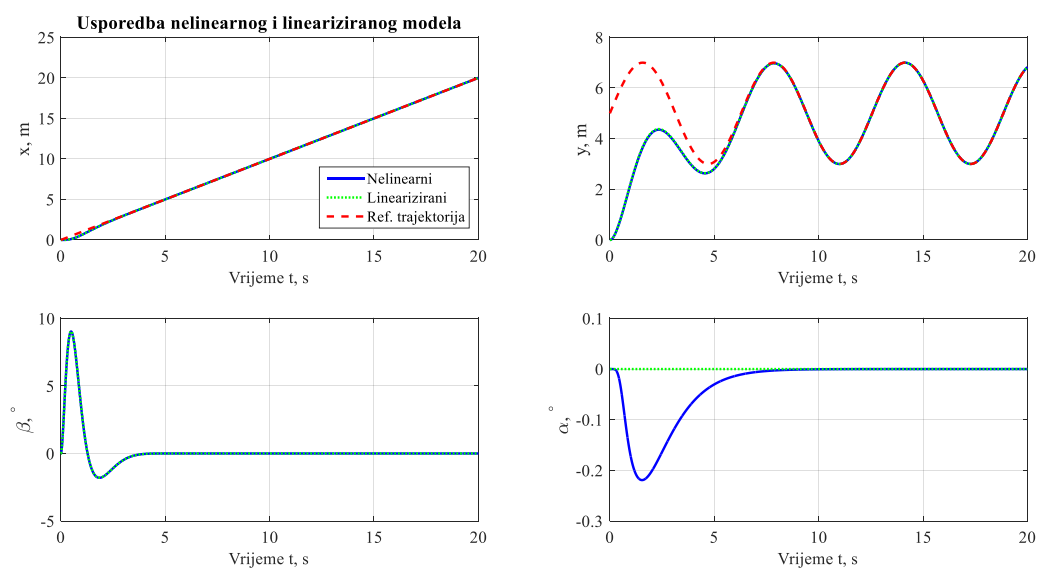 Usporedba nelinearnog i lineariziranog modela
25
20
15
10
5
0
x, m
0 5 10 15 20
Vrijeme t, s
Nelinearni
Linearizirani
Ref. trajektorija
8
6
4
2
0
y, m
0 5 10 15 20
Vrijeme t, s
10
5
0
-5
β, °
0 5 10 15 20
Vrijeme t, s
0.1
0
-0.1
-0.2
-0.3
α, °
0 5 10 15 20
Vrijeme t, s